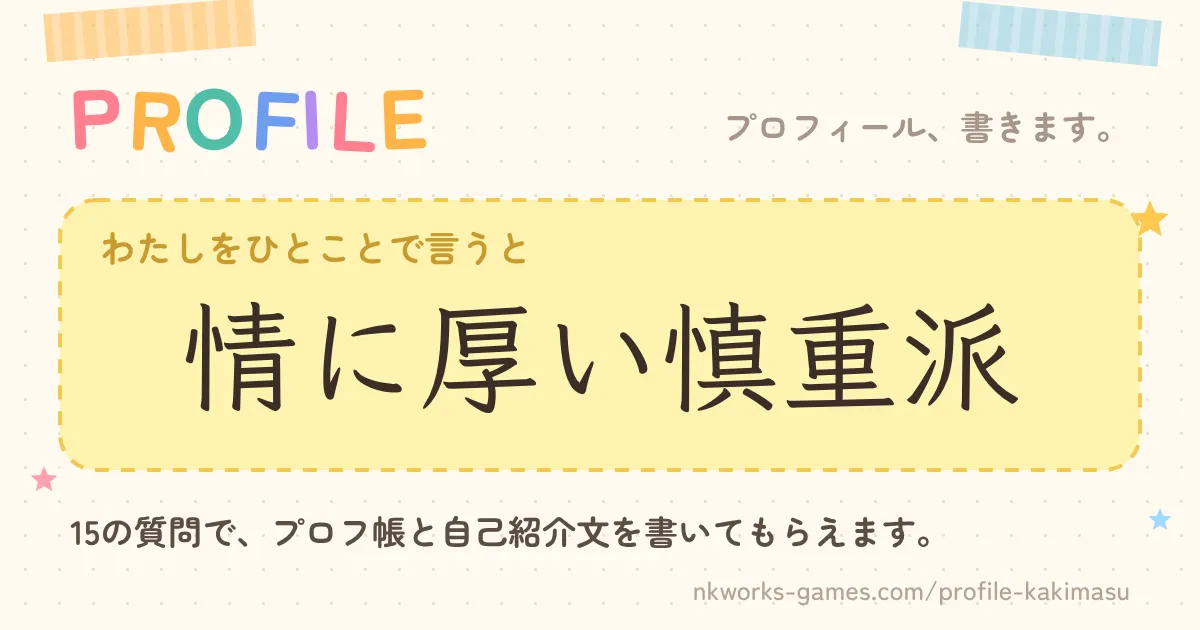 PROFILE
プロフィール、書きます。
わたしをひとことで言うと
情に厚い慎重派
15の質問で、プロフ帳と自己紹介文を書いてもらえます。
nkworks-games.com/profile-kakimasu